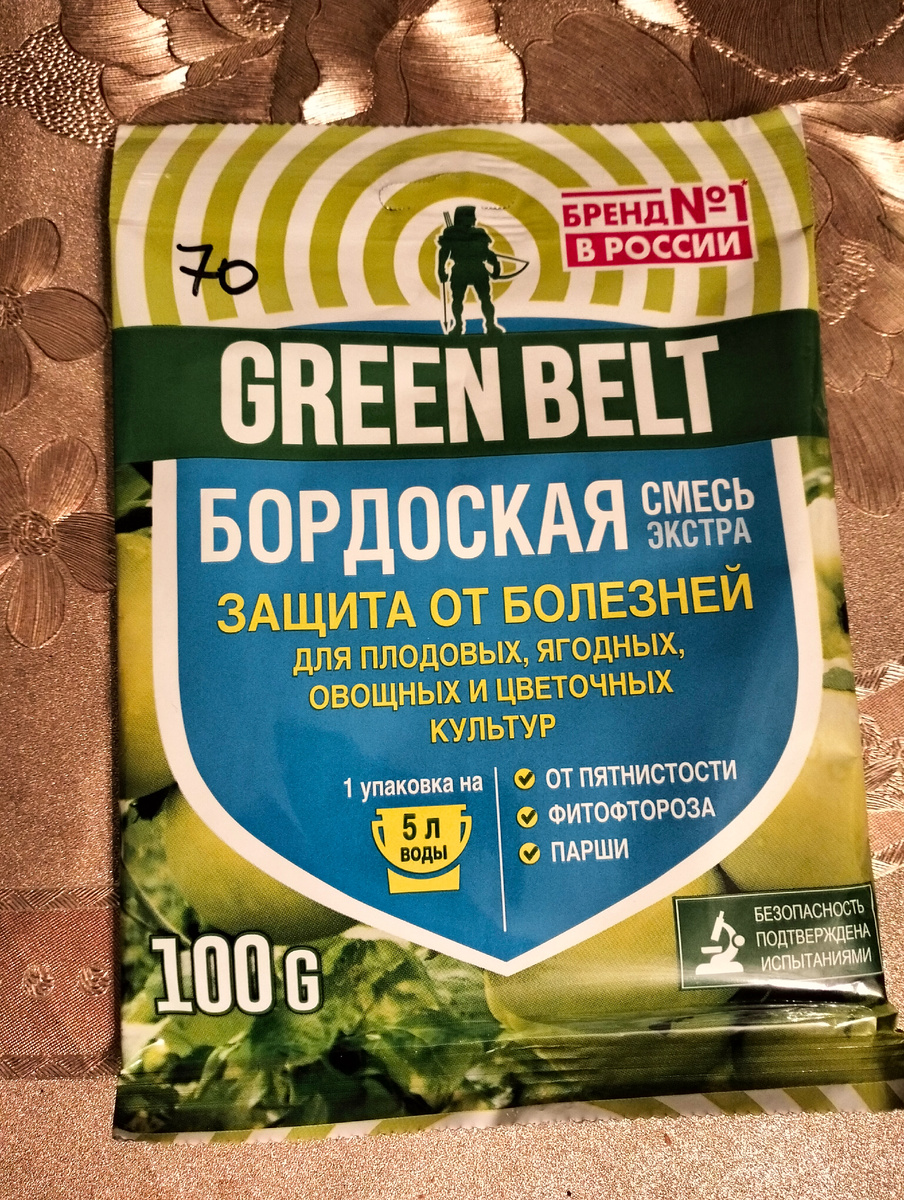 70
БРЕНД №1
В РОССИИ
GREEN BELT
БОРДОСКАЯ СМЕСЬ
ЭКСТРА
ЗАЩИТА ОТ БОЛЕЗНЕЙ
ДЛЯ ПЛОДОВЫХ, ЯГОДНЫХ,
ОВОЩНЫХ И ЦВЕТОЧНЫХ
КУЛЬТУР
1 упаковка на
5 л
ВОДЫ
ОТ ПЯТНИСТОСТИ
ФИТОФТОРОЗА
ПАРШИ
100 G
БЕЗОПАСНОСТЬ
ПОДТВЕРЖДЕНА
ИСПЫТАНИЯМИ